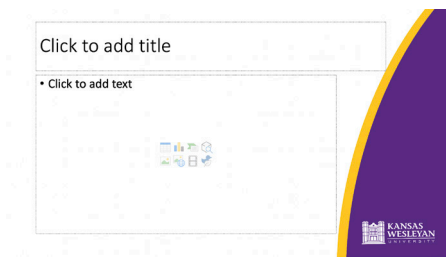 Click to add title
• Click to add text
KANSAS
WESLEYAN
UNIVERSITY